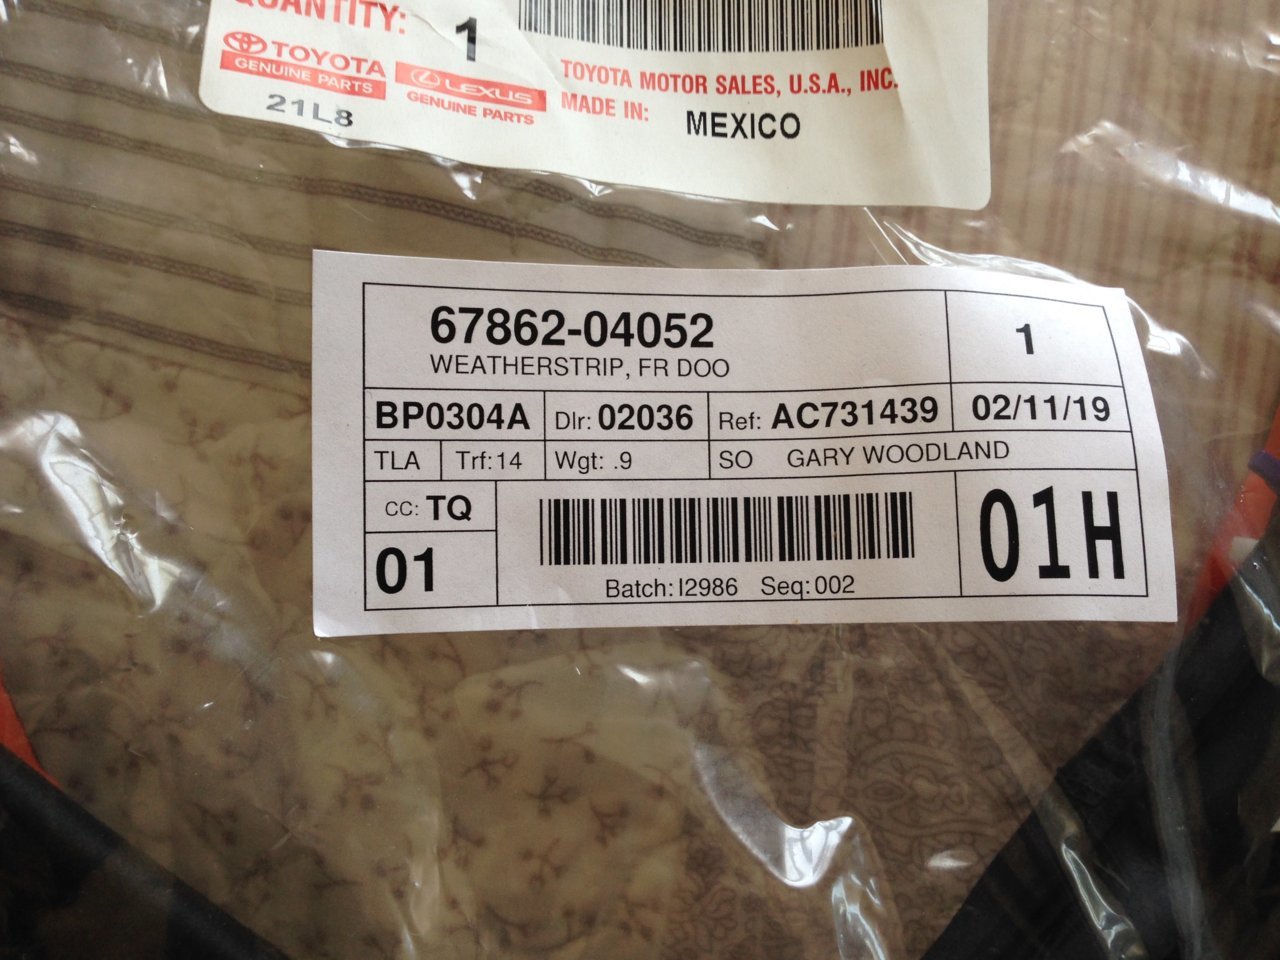 QUANTITY: 1
TOYOTA
GENUINE PARTS
LEXUS
GENUINE PARTS
21L8
TOYOTA MOTOR SALES, U.S.A., INC.
MADE IN: MEXICO
67862-04052
WEATHERSTRIP, FR DOO
1
BP0304A
Dlr: 02036
Ref: AC731439
02/11/19
TLA
Trf: 14
Wgt: .9
SO GARY WOODLAND
CC: TQ
01
Batch: I2986 Seq: 002
01H